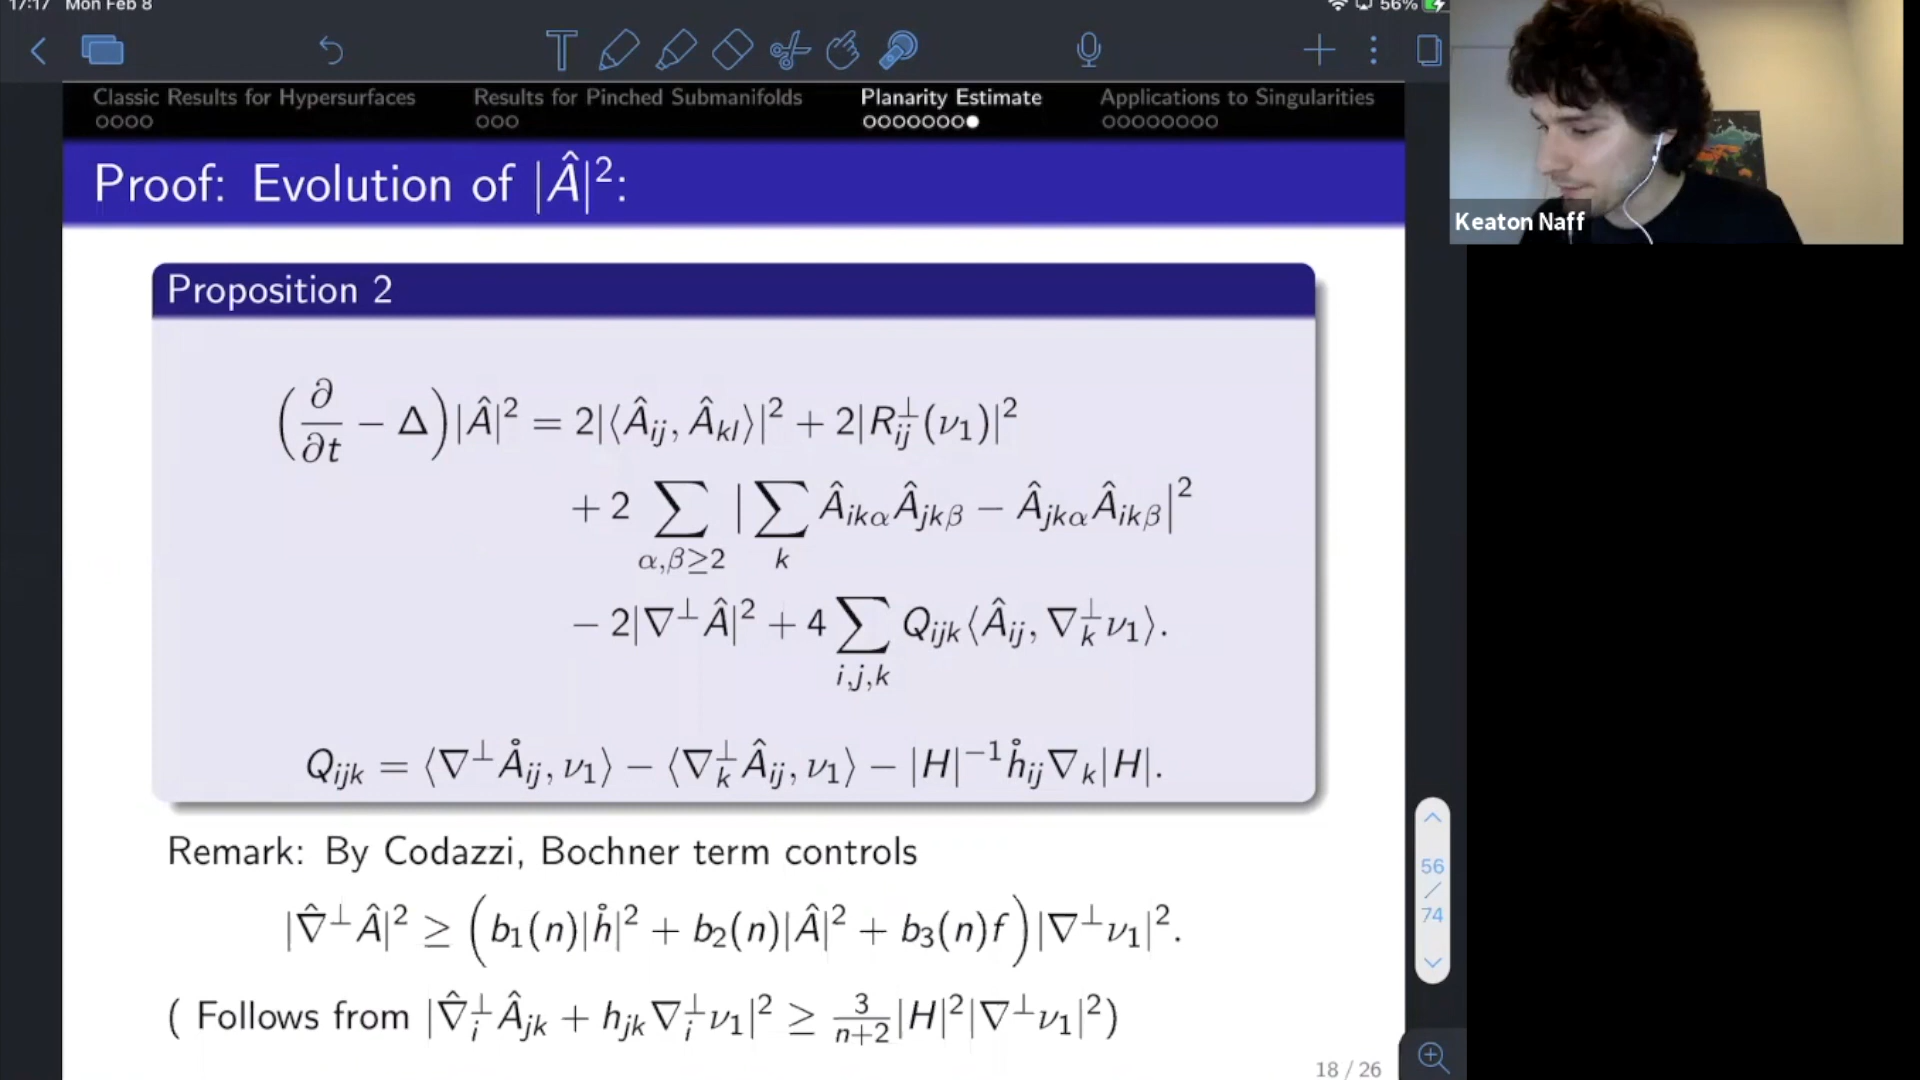 17:17 Mon Feb 8
56%
Classic Results for Hypersurfaces
Results for Pinched Submanifolds
Planarity Estimate
Applications to Singularities
Keaton Naff
Proof: Evolution of |Â|²:
Proposition 2
(∂/∂t − Δ)|Â|² = 2|⟨Â_ij, Â_kl⟩|² + 2|R^⊥_ij(ν₁)|²
+ 2 ∑_{α,β≥2} |∑_k Â_ikα Â_jkβ − Â_jkα Â_ikβ|²
− 2|∇^⊥Â|² + 4 ∑_{i,j,k} Q_ijk⟨Â_ij, ∇^⊥_k ν₁⟩.
Q_ijk = ⟨∇^⊥Å_ij, ν₁⟩ − ⟨∇^⊥_k Â_ij, ν₁⟩ − |H|⁻¹h̊_ij∇_k|H|.
Remark: By Codazzi, Bochner term controls
|∇̂^⊥Â|² ≥ (b₁(n)|h̊|² + b₂(n)|Â|² + b₃(n)f)|∇^⊥ν₁|².
( Follows from |∇̂^⊥_i Â_jk + h_jk∇^⊥_i ν₁|² ≥ 3/(n+2)|H|²|∇^⊥ν₁|²)
18 / 26
56
/
74